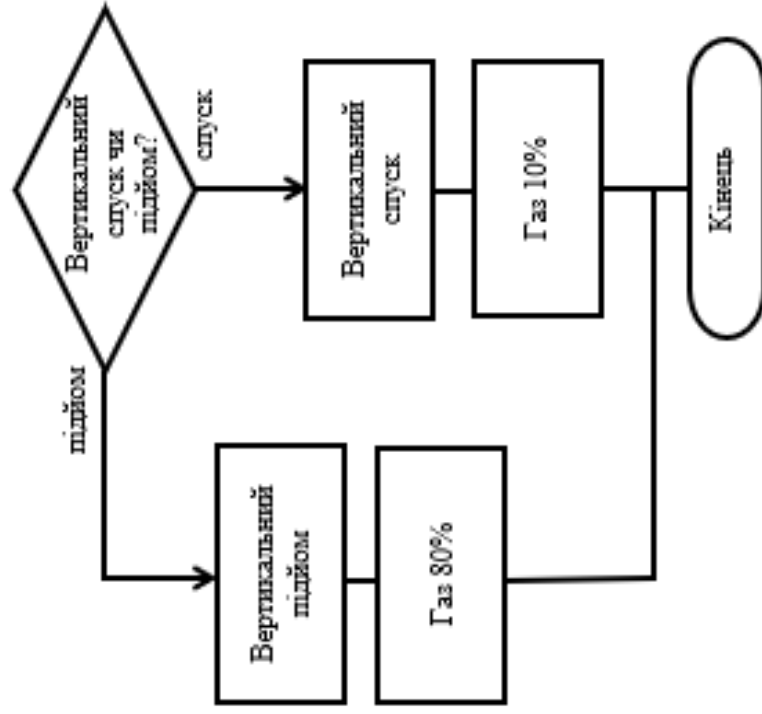 Вертикальний
спуск чи
підйом?
спуск
підйом
Вертикальний
спуск
Газ 10%
Вертикальний
підйом
Газ 80%
Кінець